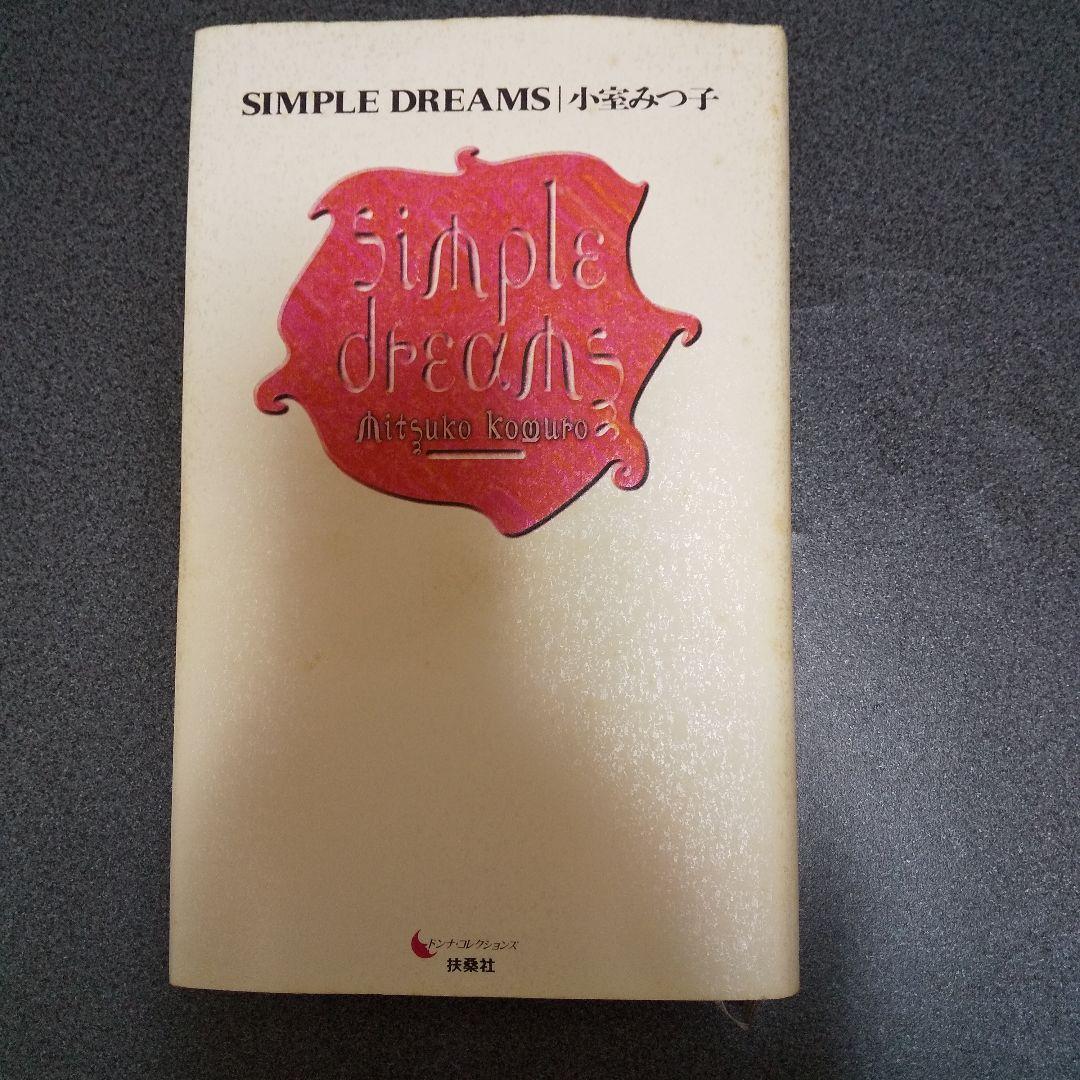 SIMPLE DREAMS|小室みつ子
simple
dreams
mitsuko komuro
ドンナ・コレクションズ
扶桑社